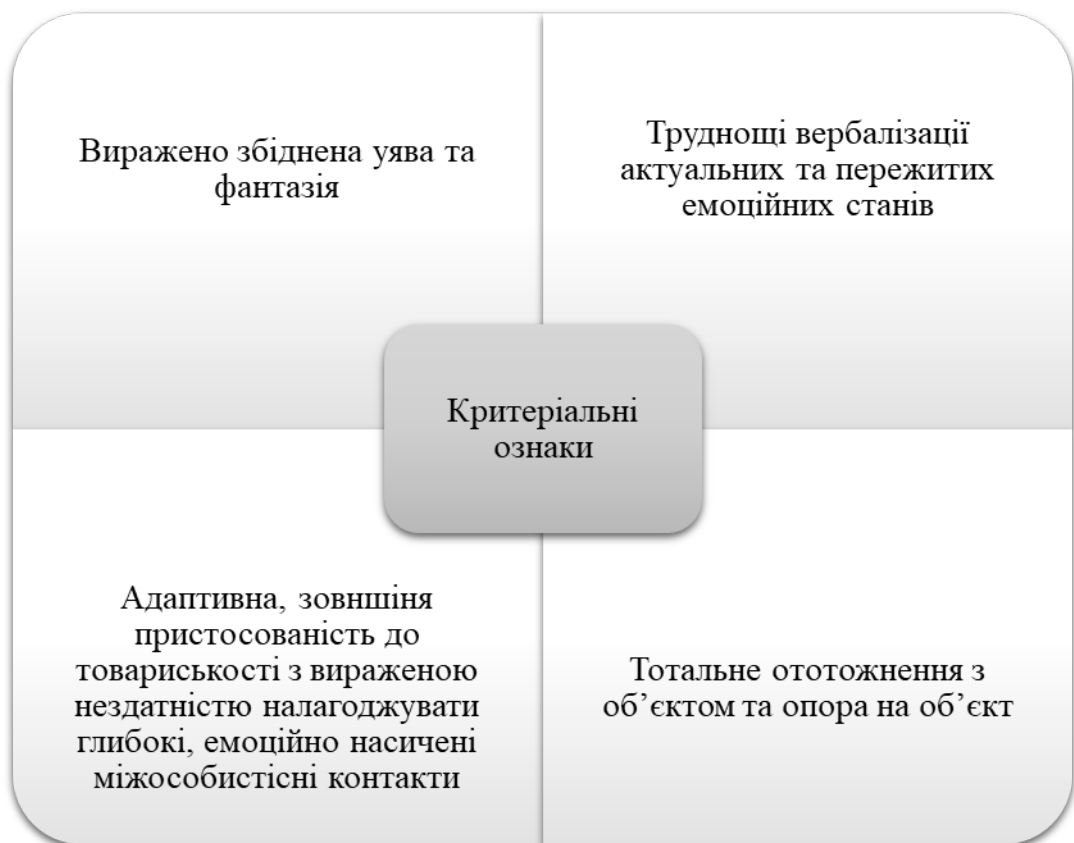 Виражено збіднена уява та
фантазія
Труднощі вербалізації
актуальних та пережитих
емоційних станів
Критеріальні
ознаки
Адаптивна, зовншіня
пристосованість до
товариськості з вираженою
нездатністю налагоджувати
глибокі, емоційно насичені
міжособистісні контакти
Тотальне ототожнення з
об’єктом та опора на об’єкт